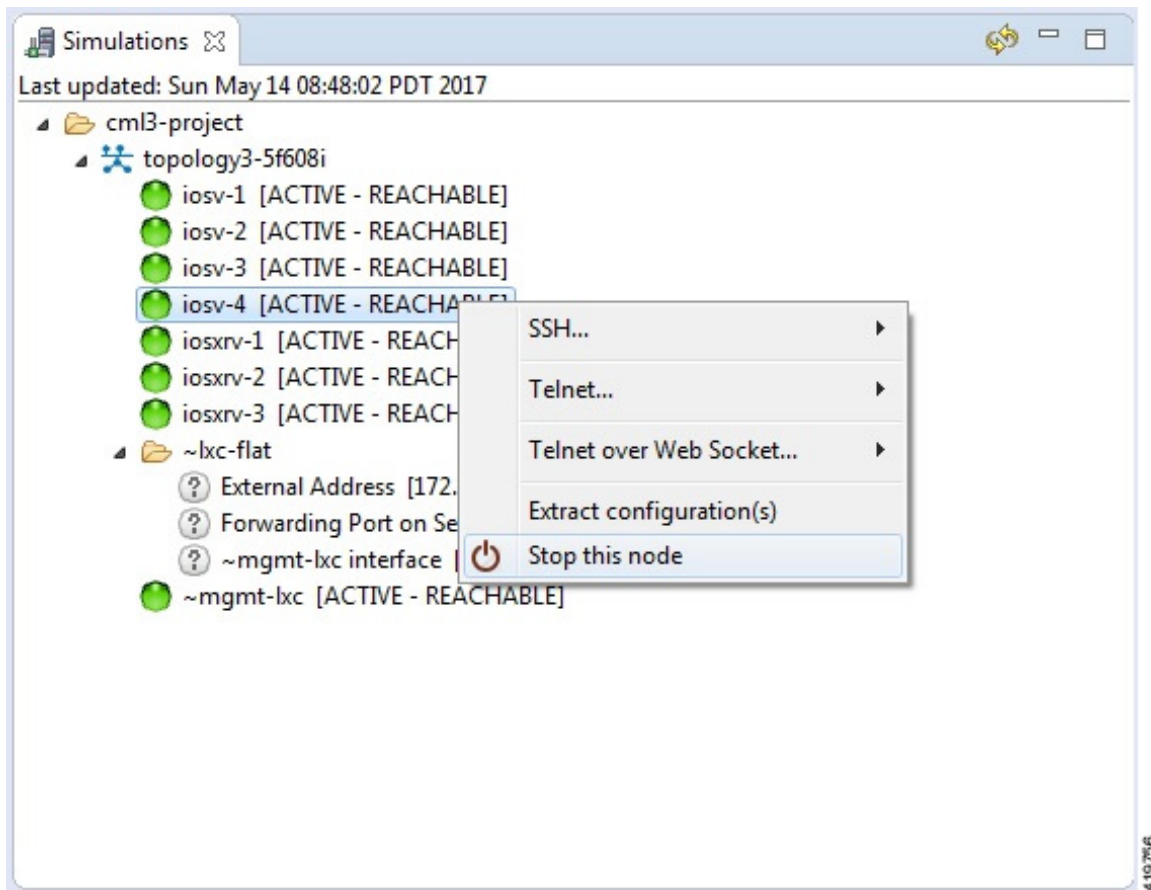 Simulations
Last updated: Sun May 14 08:48:02 PDT 2017
cml3-project
topology3-5f608i
iosv-1 [ACTIVE - REACHABLE]
iosv-2 [ACTIVE - REACHABLE]
iosv-3 [ACTIVE - REACHABLE]
iosv-4 [ACTIVE - REACHABLE]
iosxrv-1 [ACTIVE - REACH
iosxrv-2 [ACTIVE - REACH
iosxrv-3 [ACTIVE - REACH
~lxc-flat
External Address [172.
Forwarding Port on Se
~mgmt-lxc interface [
~mgmt-lxc [ACTIVE - REACHABLE]
SSH...
Telnet...
Telnet over Web Socket...
Extract configuration(s)
Stop this node
419756